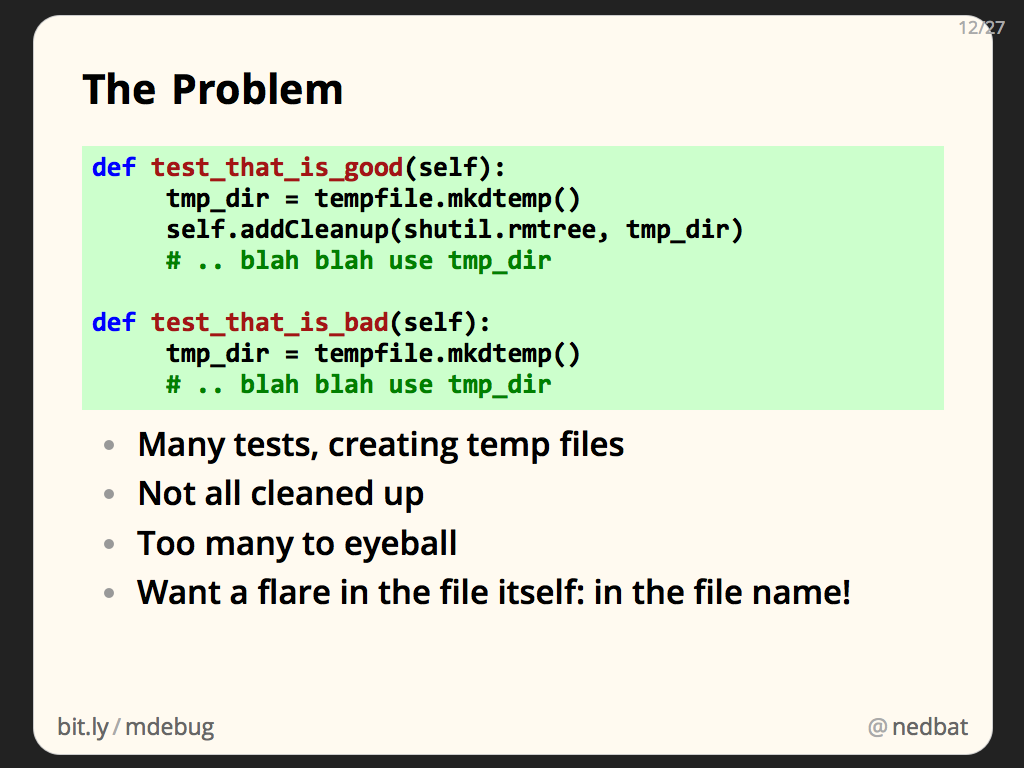 12/27
The Problem
def test_that_is_good(self):
     tmp_dir = tempfile.mkdtemp()
     self.addCleanup(shutil.rmtree, tmp_dir)
     # .. blah blah use tmp_dir
def test_that_is_bad(self):
     tmp_dir = tempfile.mkdtemp()
     # .. blah blah use tmp_dir
• Many tests, creating temp files
• Not all cleaned up
• Too many to eyeball
• Want a flare in the file itself: in the file name!
bit.ly/mdebug
@nedbat